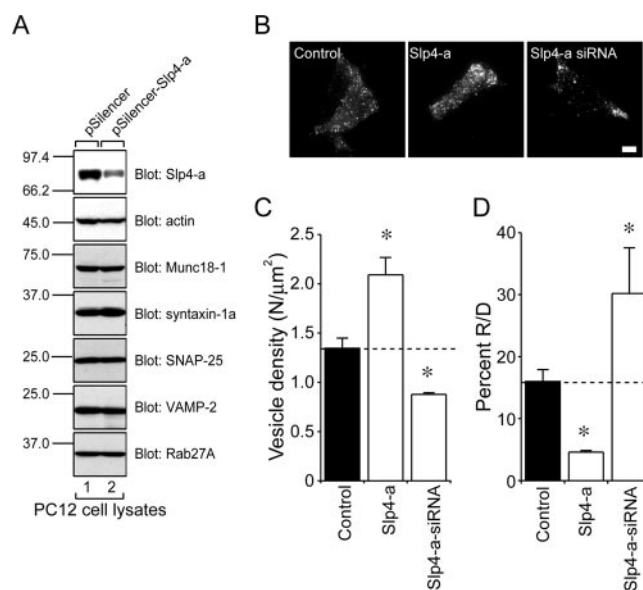 A
pSilencer
pSilencer-Slp4-a
97.4
66.2
Blot: Slp4-a
45.0
Blot: actin
75.0
Blot: Munc18-1
37.0
Blot: syntaxin-1a
25.0
Blot: SNAP-25
25.0
Blot: VAMP-2
37.0
Blot: Rab27A
1 2
PC12 cell lysates
B
Control
Slp4-a
Slp4-a siRNA
C
Vesicle density (N/μm²)
2.5
2.0
1.5
1.0
0.5
0
*
*
Control
Slp4-a
Slp4-a-siRNA
D
Percent R/D
40
30
20
10
0
*
*
Control
Slp4-a
Slp4-a-siRNA